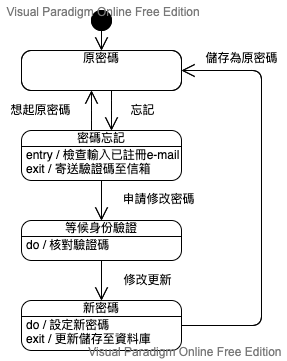 Visual Paradigm Online Free Edition
原密碼
儲存為原密碼
想起原密碼
忘記
密碼忘記
entry / 檢查輸入已註冊e-mail
exit / 寄送驗證碼至信箱
申請修改密碼
等候身份驗證
do / 核對驗證碼
修改更新
新密碼
do / 設定新密碼
exit / 更新儲存至資料庫
Visual Paradigm Online Free Edition